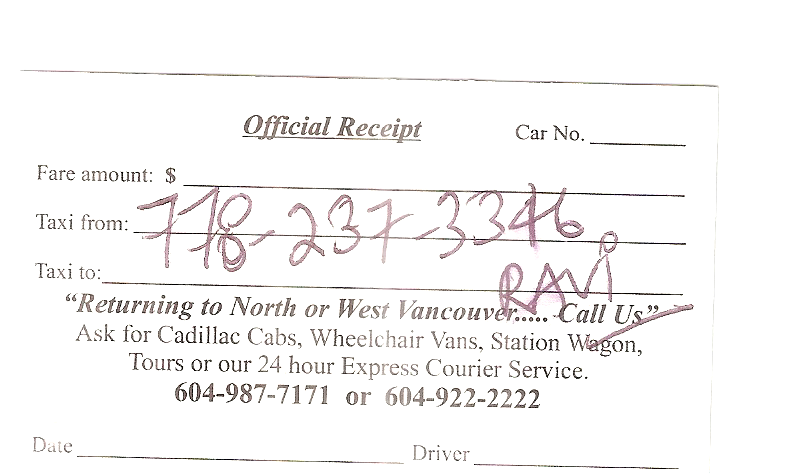 Official Receipt
Car No.
Fare amount: $
Taxi from:
778-237-3346
Taxi to:
RAVi
“Returning to North or West Vancouver..... Call Us”
Ask for Cadillac Cabs, Wheelchair Vans, Station Wagon,
Tours or our 24 hour Express Courier Service.
604-987-7171 or 604-922-2222
Date
Driver